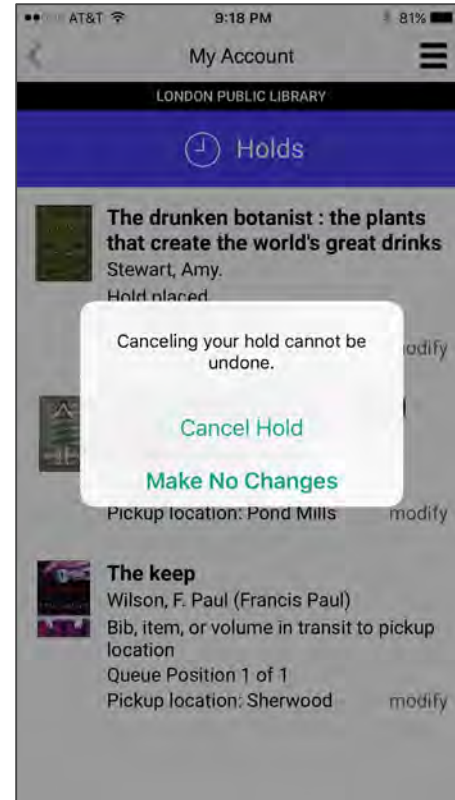 AT&T
9:18 PM
81%
My Account
LONDON PUBLIC LIBRARY
Holds
The drunken botanist : the plants
that create the world's great drinks
Stewart, Amy.
Hold placed
Canceling your hold cannot be
undone.
odify
Cancel Hold
Make No Changes
Pickup location: Pond Mills
modify
The keep
Wilson, F. Paul (Francis Paul)
Bib, item, or volume in transit to pickup
location
Queue Position 1 of 1
Pickup location: Sherwood
modify